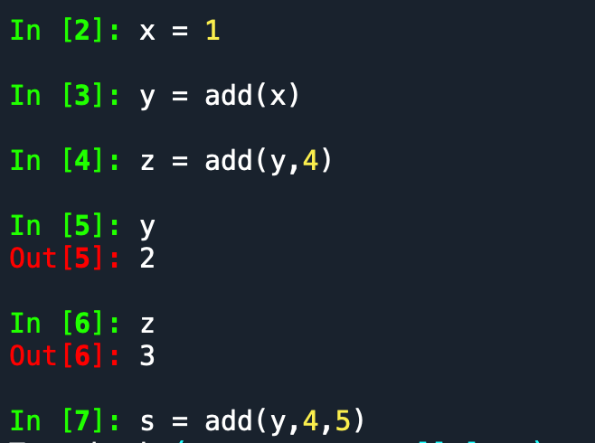 In [2]: x = 1
In [3]: y = add(x)
In [4]: z = add(y,4)
In [5]: y
Out[5]: 2
In [6]: z
Out[6]: 3
In [7]: s = add(y,4,5)